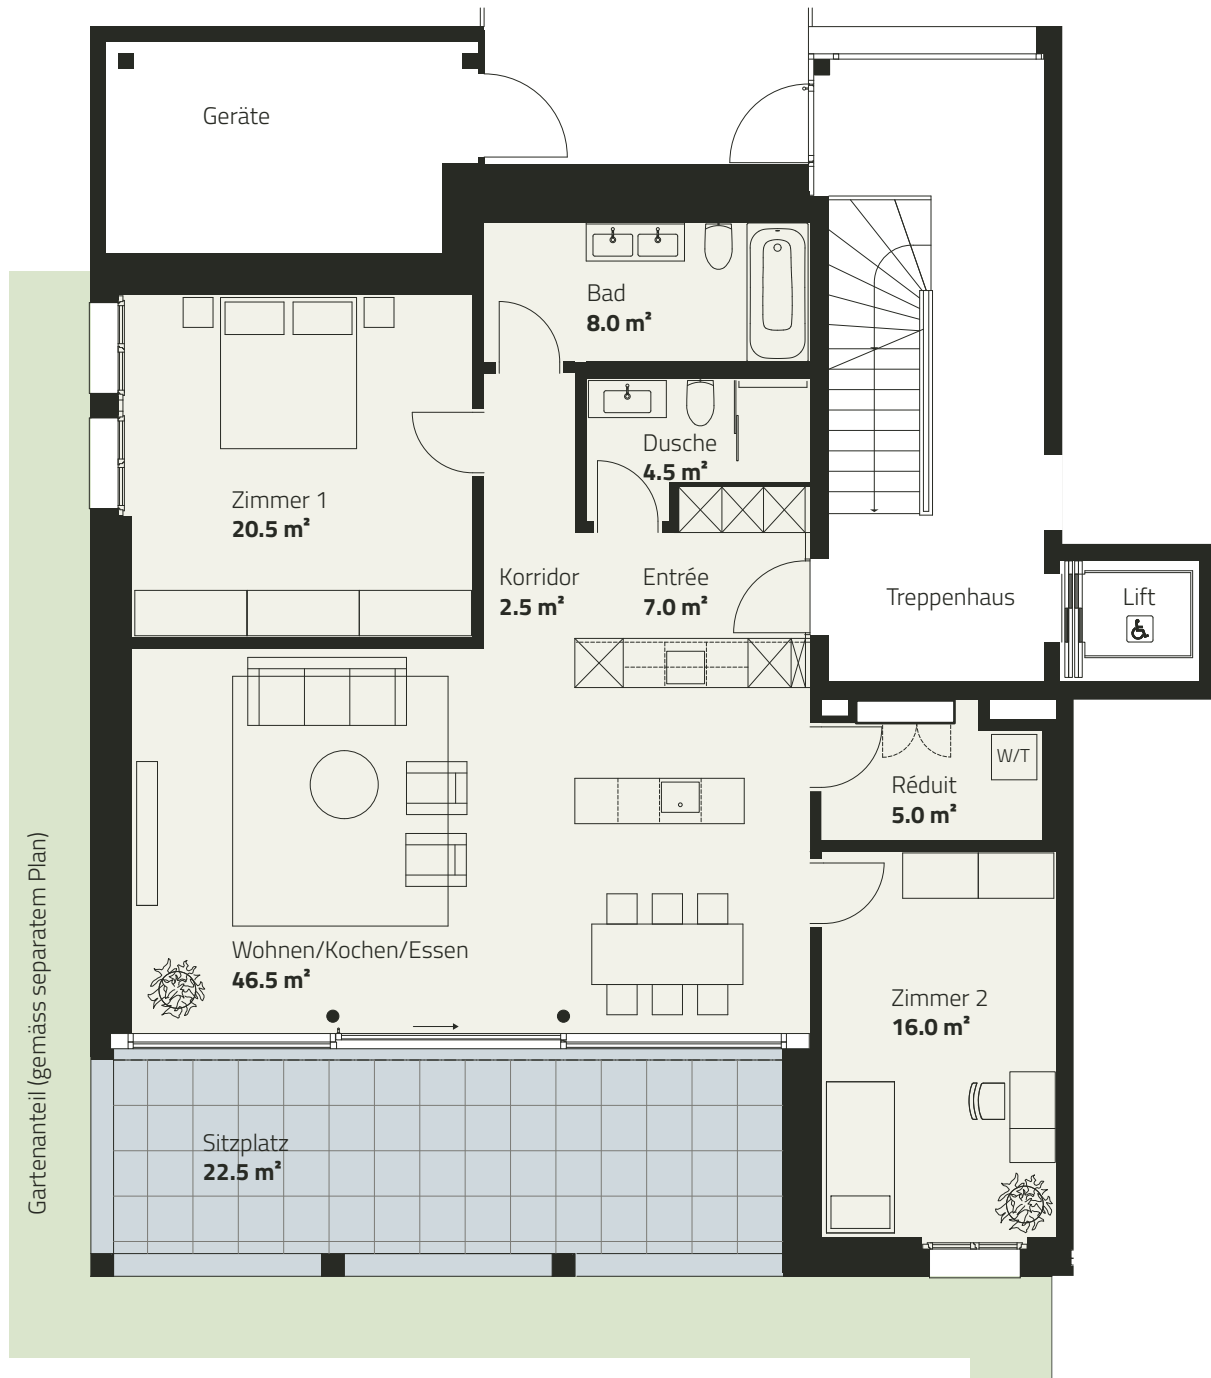 Geräte
Bad
8.0 m²
Dusche
4.5 m²
Zimmer 1
20.5 m²
Korridor
2.5 m²
Entrée
7.0 m²
Treppenhaus
Lift
W/T
Réduit
5.0 m²
Wohnen/Kochen/Essen
46.5 m²
Zimmer 2
16.0 m²
Sitzplatz
22.5 m²
Gartenanteil (gemäss separatem Plan)